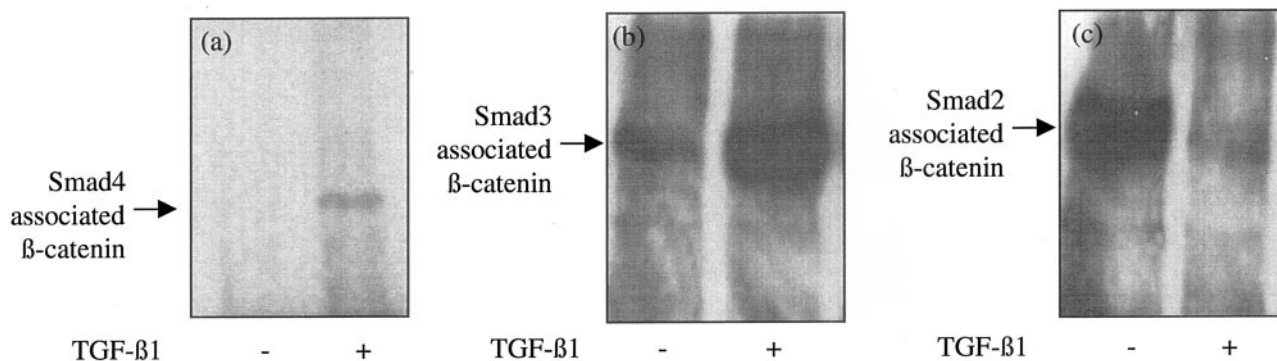 (a)
Smad4
associated
ß-catenin
(b)
Smad3
associated
ß-catenin
(c)
Smad2
associated
ß-catenin
TGF-ß1 - +
TGF-ß1 - +
TGF-ß1 - +